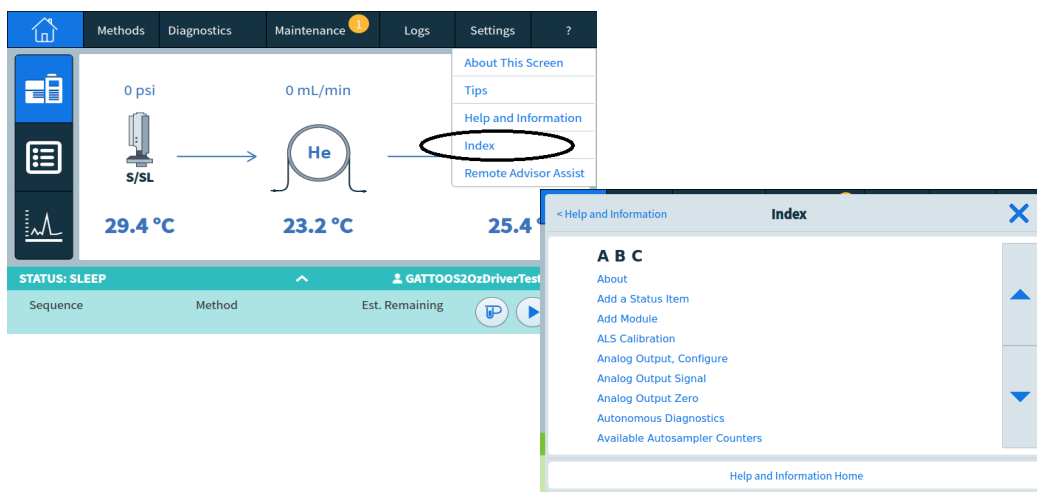 Methods Diagnostics Maintenance 1 Logs Settings ?
About This Screen
Tips
Help and Information
Index
Remote Advisor Assist
0 psi 0 mL/min
He
S/SL
29.4 °C 23.2 °C 25.4 °
STATUS: SLEEP GATTOOS2OzDriverTest
Sequence Method Est. Remaining
< Help and Information Index
A B C
About
Add a Status Item
Add Module
ALS Calibration
Analog Output, Configure
Analog Output Signal
Analog Output Zero
Autonomous Diagnostics
Available Autosampler Counters
Help and Information Home